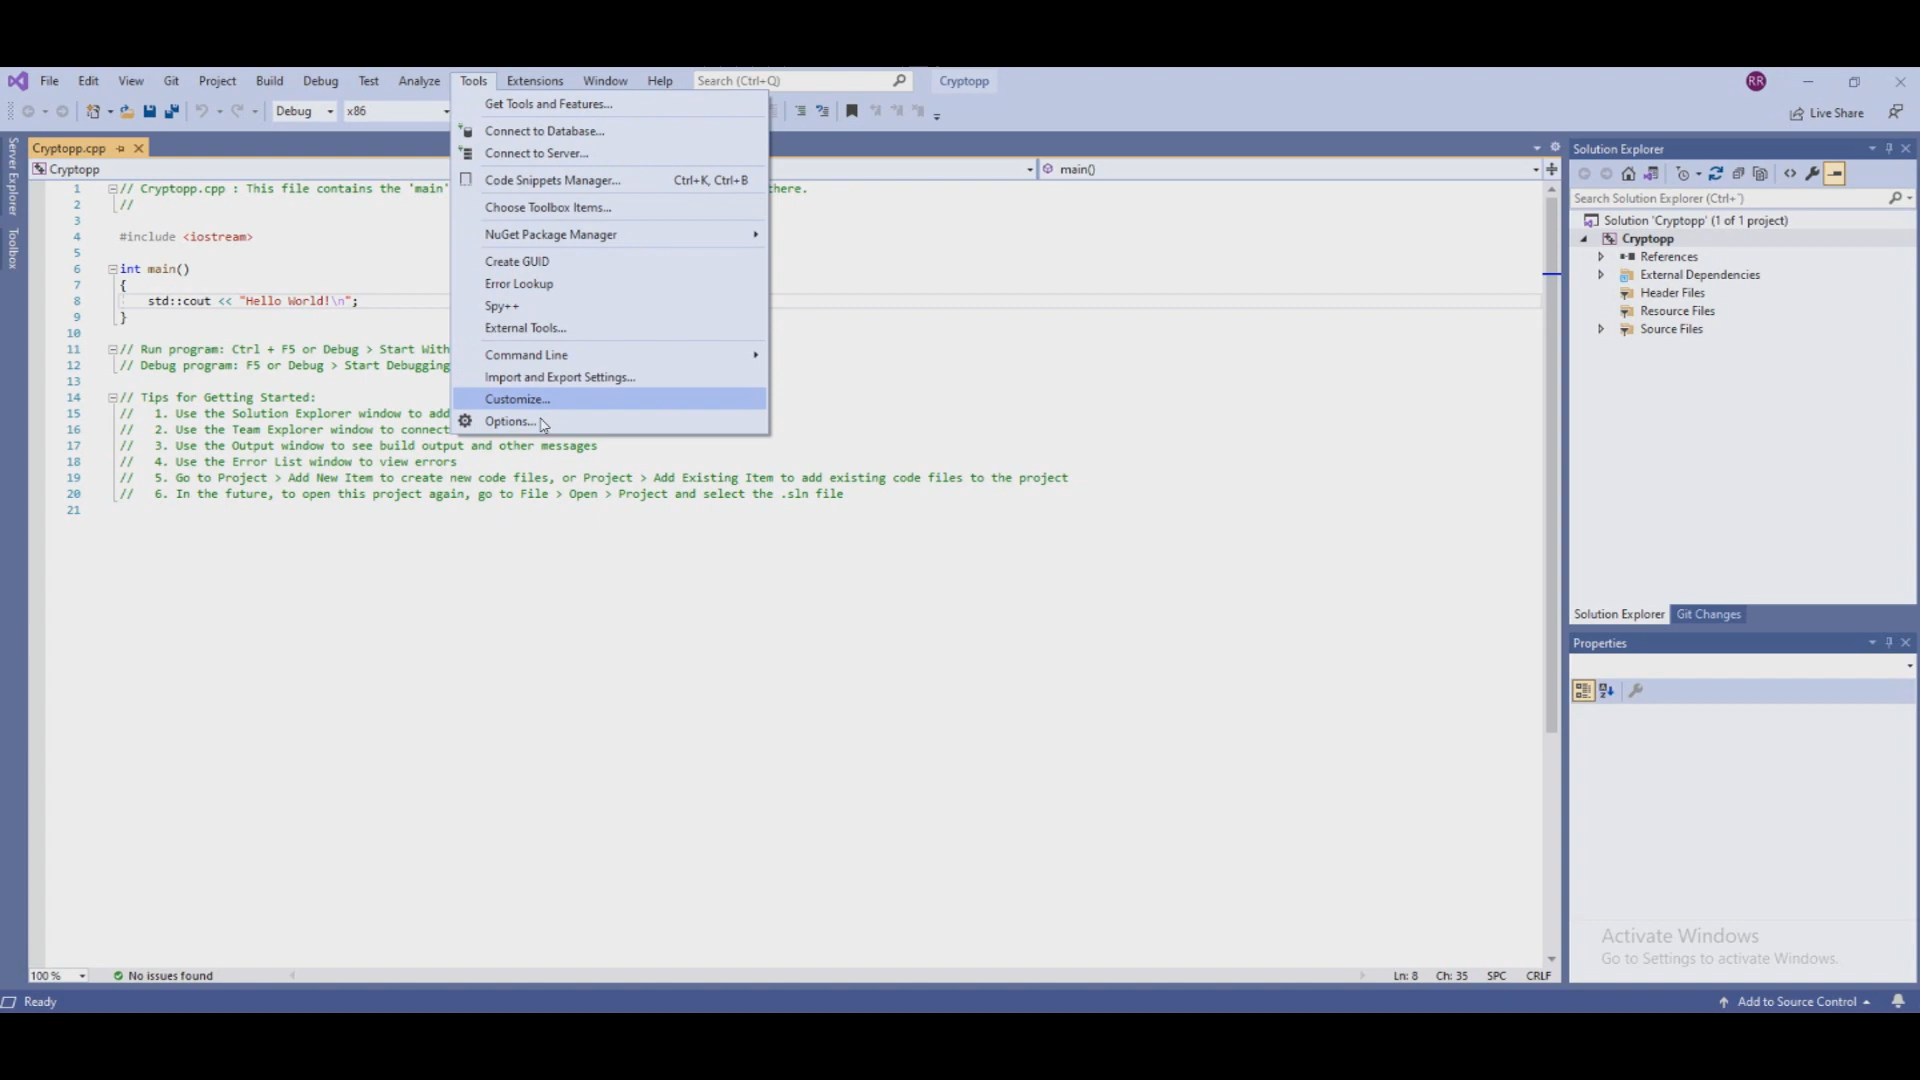 File Edit View Git Project Build Debug Test Analyze Tools Extensions Window Help Search (Ctrl+Q) Cryptopp RR
Debug x86 Live Share
Server Explorer
Toolbox
Cryptopp.cpp
Cryptopp main()
1 // Cryptopp.cpp : This file contains the 'main' there.
2 //
3
4 #include <iostream>
5
6 int main()
7 {
8 std::cout << "Hello World!\n";
9 }
10
11 // Run program: Ctrl + F5 or Debug > Start With
12 // Debug program: F5 or Debug > Start Debugging
13
14 // Tips for Getting Started:
15 // 1. Use the Solution Explorer window to add
16 // 2. Use the Team Explorer window to connect
17 // 3. Use the Output window to see build output and other messages
18 // 4. Use the Error List window to view errors
19 // 5. Go to Project > Add New Item to create new code files, or Project > Add Existing Item to add existing code files to the project
20 // 6. In the future, to open this project again, go to File > Open > Project and select the .sln file
21
Get Tools and Features...
Connect to Database...
Connect to Server...
Code Snippets Manager... Ctrl+K, Ctrl+B
Choose Toolbox Items...
NuGet Package Manager
Create GUID
Error Lookup
Spy++
External Tools...
Command Line
Import and Export Settings...
Customize...
Options...
Solution Explorer
Search Solution Explorer (Ctrl+¨)
Solution 'Cryptopp' (1 of 1 project)
Cryptopp
References
External Dependencies
Header Files
Resource Files
Source Files
Solution Explorer Git Changes
Properties
Activate Windows
Go to Settings to activate Windows.
100 % No issues found Ln: 8 Ch: 35 SPC CRLF
Ready Add to Source Control